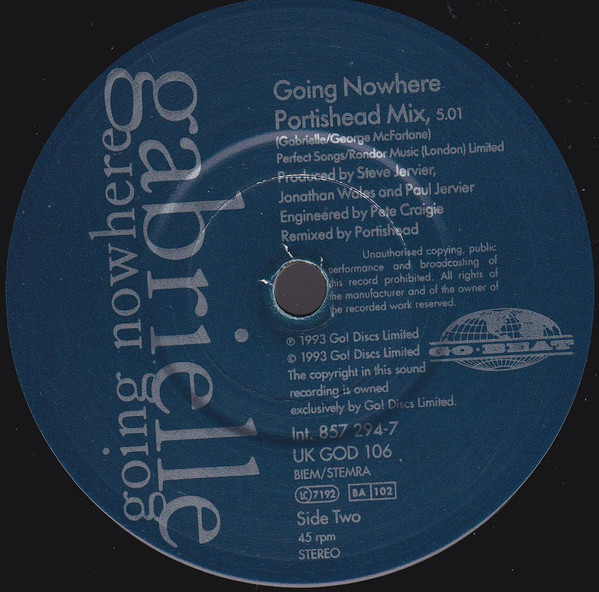 gabrielle
going nowhere
Going Nowhere
Portishead Mix, 5.01
(Gabrielle/George McFarlane)
Perfect Songs/Rondor Music (London) Limited
Produced by Steve Jervier,
Jonathan Wales and Paul Jervier
Engineered by Pete Craigie
Remixed by Portishead
Unauthorised copying, public
performance and broadcasting of
this record prohibited. All rights of
the manufacturer and of the owner of
the recorded work reserved.
℗ 1993 Go! Discs Limited
© 1993 Go! Discs Limited
The copyright in this sound
recording is owned
exclusively by Go! Discs Limited.
GO·BEAT
Int. 857 294-7
UK GOD 106
BIEM/STEMRA
LC 7192 BA 102
Side Two
45 rpm
STEREO